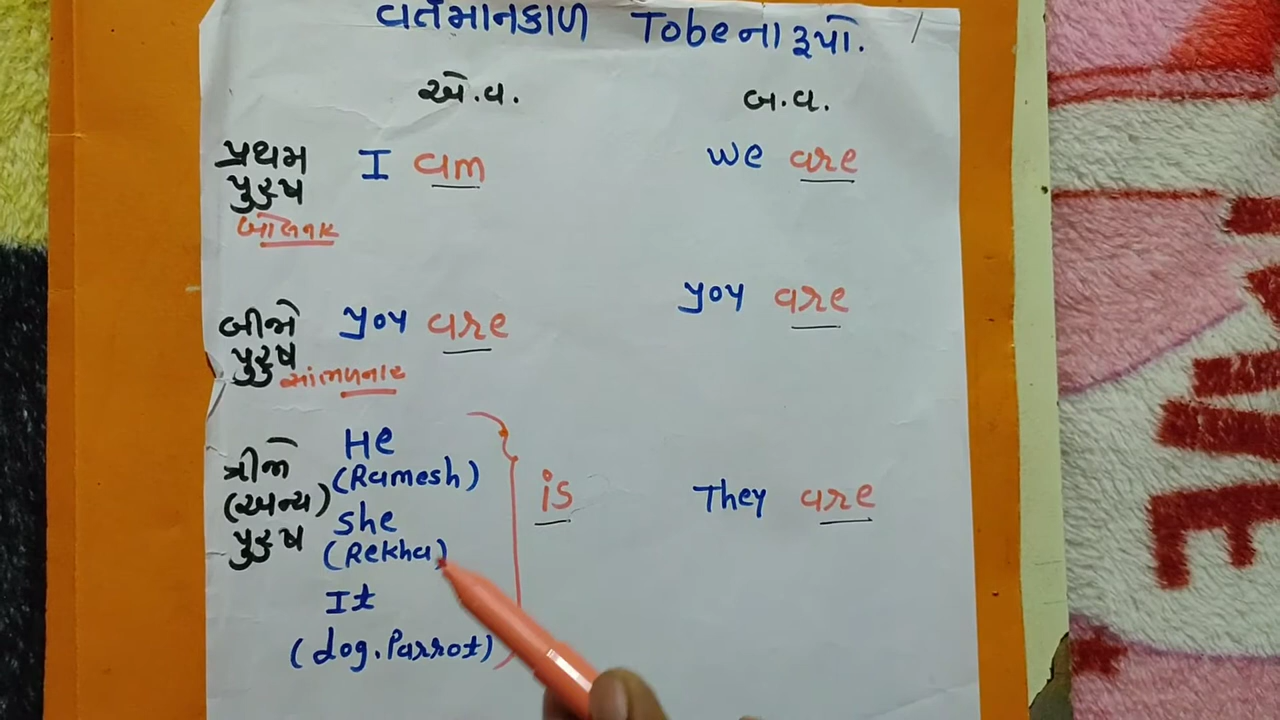 વર્તમાનકાળ Tobeના રૂપો.
એ.વ. બ.વ.
પ્રથમ પુરુષ I am We are
બોલનાર
બીજો પુરુષ You are You are
સાંભળનાર
ત્રીજો (અન્ય) પુરુષ
He
(Ramesh)
She
(Rekha)
is They are
It
(dog. Parrot)